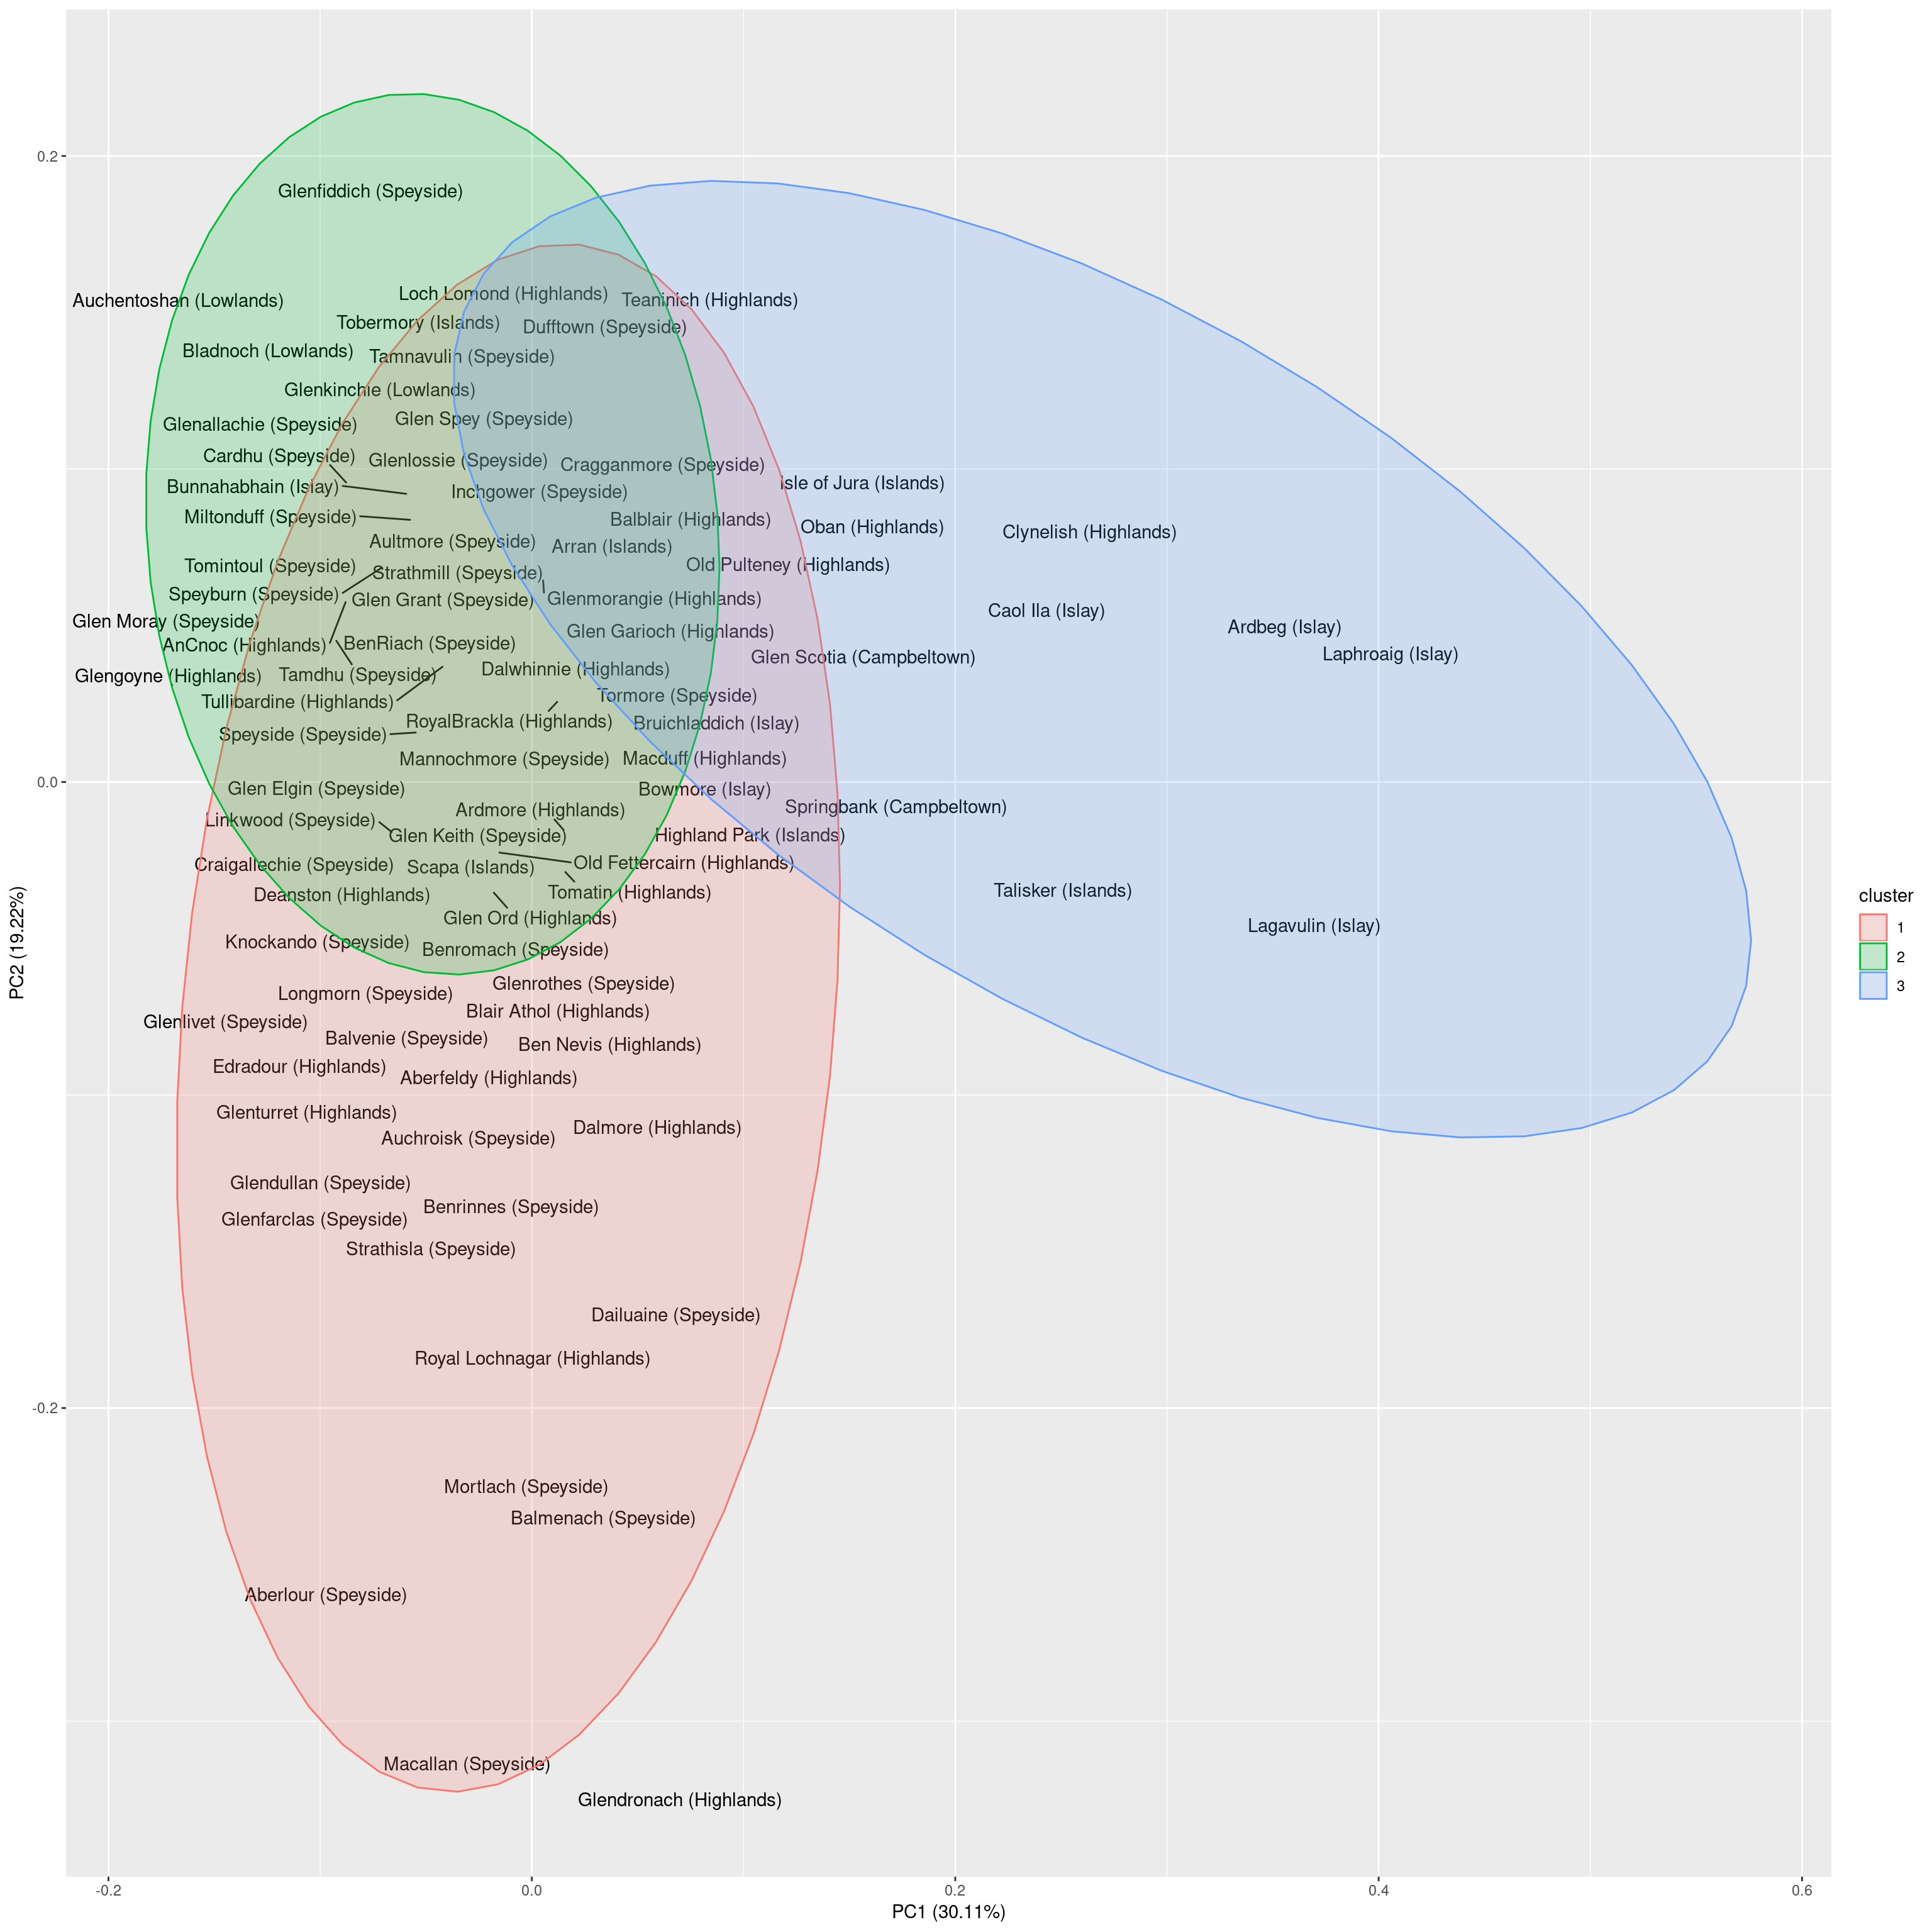 0.2
Glenfiddich (Speyside)
Loch Lomond (Highlands)
Auchentoshan (Lowlands)
Teaninich (Highlands)
Tobermory (Islands)
Dufftown (Speyside)
Bladnoch (Lowlands)
Tamnavulin (Speyside)
Glenkinchie (Lowlands)
Glen Spey (Speyside)
Glenallachie (Speyside)
Cardhu (Speyside)
Glenlossie (Speyside)
Cragganmore (Speyside)
Isle of Jura (Islands)
Bunnahabhain (Islay)
Inchgower (Speyside)
Miltonduff (Speyside)
Balblair (Highlands)
Oban (Highlands)
Clynelish (Highlands)
Aultmore (Speyside)
Arran (Islands)
Tomintoul (Speyside)
Strathmill (Speyside)
Old Pulteney (Highlands)
Speyburn (Speyside)
Glen Grant (Speyside)
Glenmorangie (Highlands)
Caol Ila (Islay)
Glen Moray (Speyside)
Glen Garioch (Highlands)
Ardbeg (Islay)
AnCnoc (Highlands)
BenRiach (Speyside)
Glen Scotia (Campbeltown)
Laphroaig (Islay)
Glengoyne (Highlands)
Tamdhu (Speyside)
Dalwhinnie (Highlands)
Tullibardine (Highlands)
Tormore (Speyside)
RoyalBrackla (Highlands)
Bruichladdich (Islay)
Speyside (Speyside)
Mannochmore (Speyside)
Macduff (Highlands)
0.0
Glen Elgin (Speyside)
Bowmore (Islay)
Ardmore (Highlands)
Springbank (Campbeltown)
Linkwood (Speyside)
Glen Keith (Speyside)
Highland Park (Islands)
Craigallechie (Speyside)
Scapa (Islands)
Old Fettercairn (Highlands)
Deanston (Highlands)
Tomatin (Highlands)
Talisker (Islands)
Glen Ord (Highlands)
Lagavulin (Islay)
Knockando (Speyside)
Benromach (Speyside)
Glenrothes (Speyside)
Longmorn (Speyside)
Blair Athol (Highlands)
Glenlivet (Speyside)
Balvenie (Speyside)
Ben Nevis (Highlands)
Edradour (Highlands)
Aberfeldy (Highlands)
Glenturret (Highlands)
Dalmore (Highlands)
Auchroisk (Speyside)
Glendullan (Speyside)
Benrinnes (Speyside)
Glenfarclas (Speyside)
Strathisla (Speyside)
Dailuaine (Speyside)
Royal Lochnagar (Highlands)
-0.2
Mortlach (Speyside)
Balmenach (Speyside)
Aberlour (Speyside)
Macallan (Speyside)
Glendronach (Highlands)
-0.2
0.0
0.2
0.4
0.6
PC1 (30.11%)
PC2 (19.22%)
cluster
1
2
3